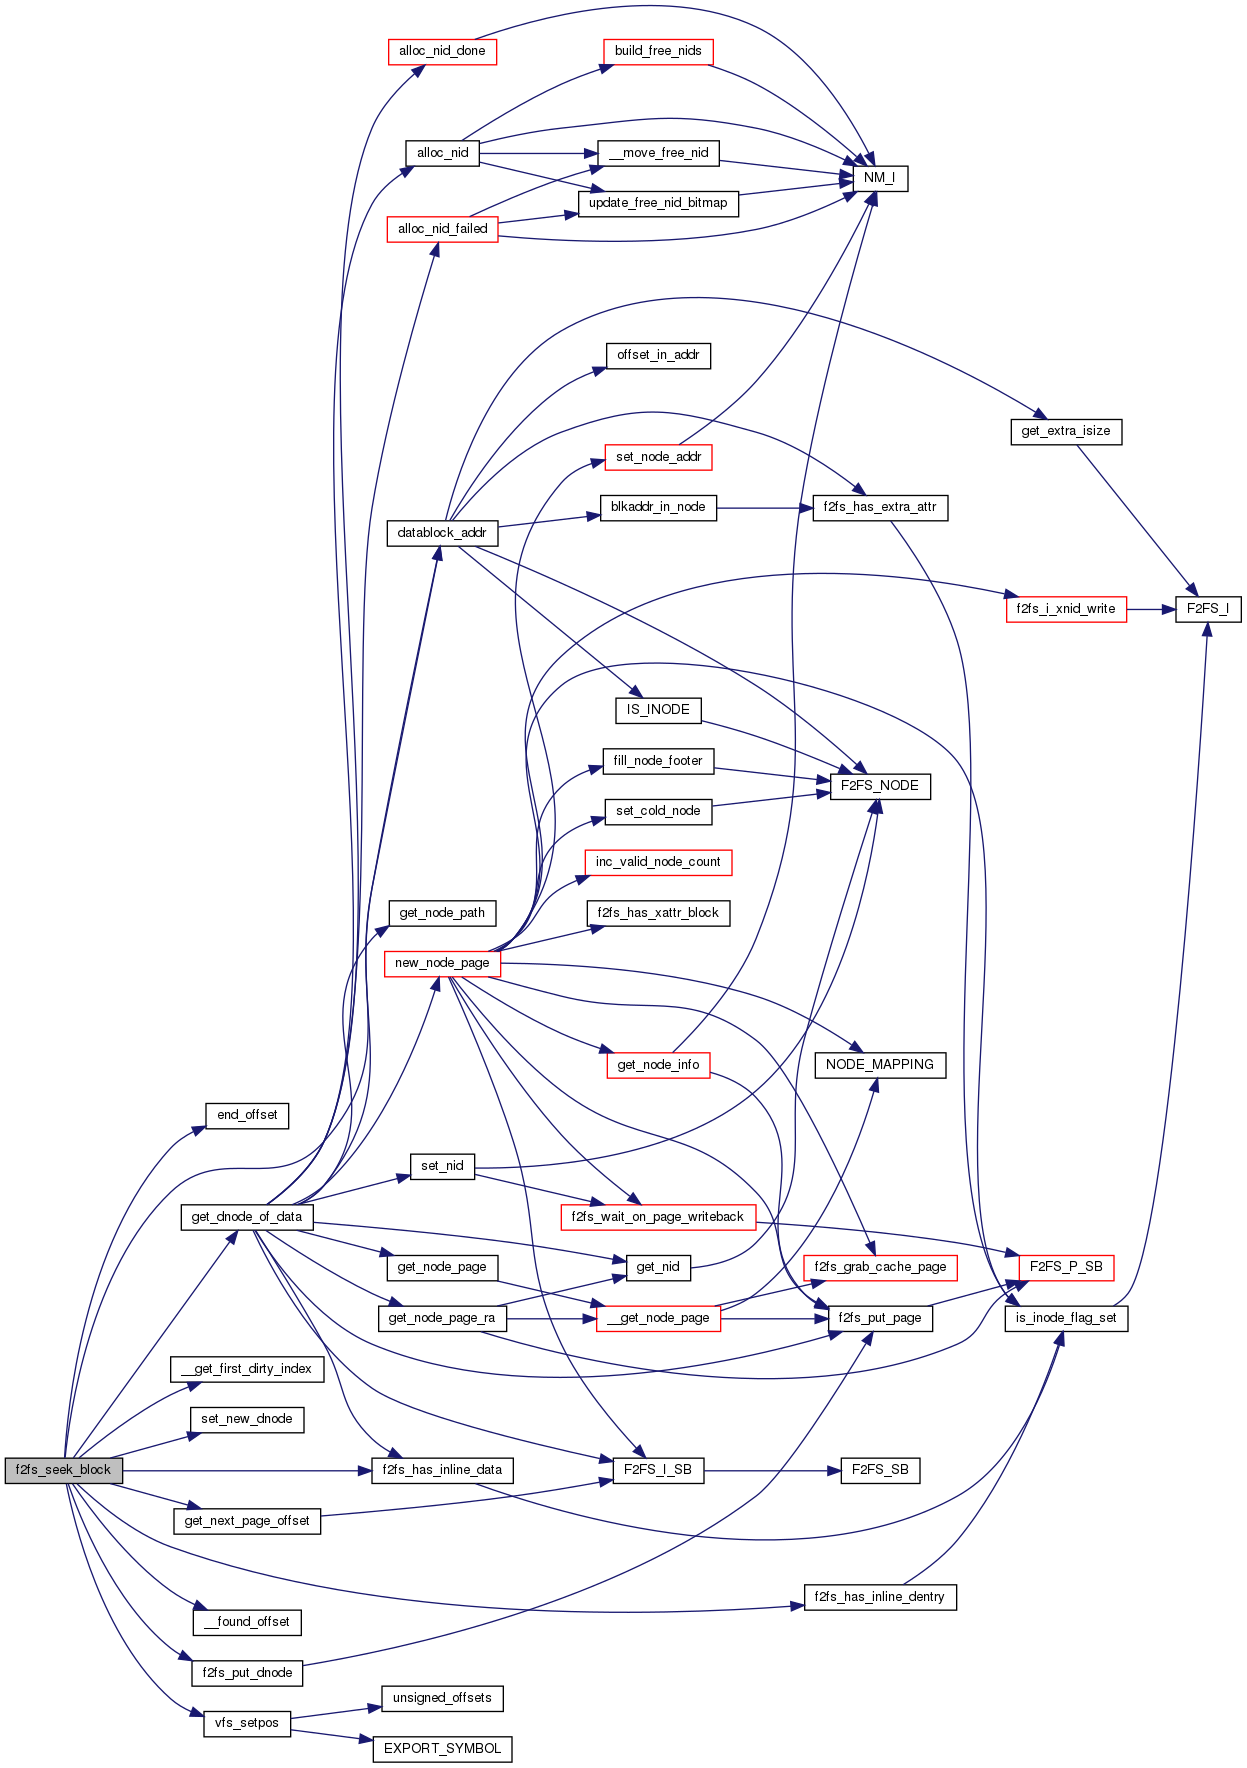 alloc_nid_done
build_free_nids
alloc_nid
__move_free_nid
NM_I
update_free_nid_bitmap
alloc_nid_failed
offset_in_addr
get_extra_isize
set_node_addr
blkaddr_in_node
f2fs_has_extra_attr
datablock_addr
f2fs_i_xnid_write
F2FS_I
IS_INODE
fill_node_footer
F2FS_NODE
set_cold_node
inc_valid_node_count
get_node_path
f2fs_has_xattr_block
new_node_page
get_node_info
NODE_MAPPING
end_offset
set_nid
get_dnode_of_data
f2fs_wait_on_page_writeback
get_node_page
get_nid
f2fs_grab_cache_page
F2FS_P_SB
get_node_page_ra
__get_node_page
f2fs_put_page
is_inode_flag_set
__get_first_dirty_index
set_new_dnode
f2fs_seek_block
f2fs_has_inline_data
F2FS_I_SB
F2FS_SB
get_next_page_offset
f2fs_has_inline_dentry
__found_offset
f2fs_put_dnode
unsigned_offsets
vfs_setpos
EXPORT_SYMBOL